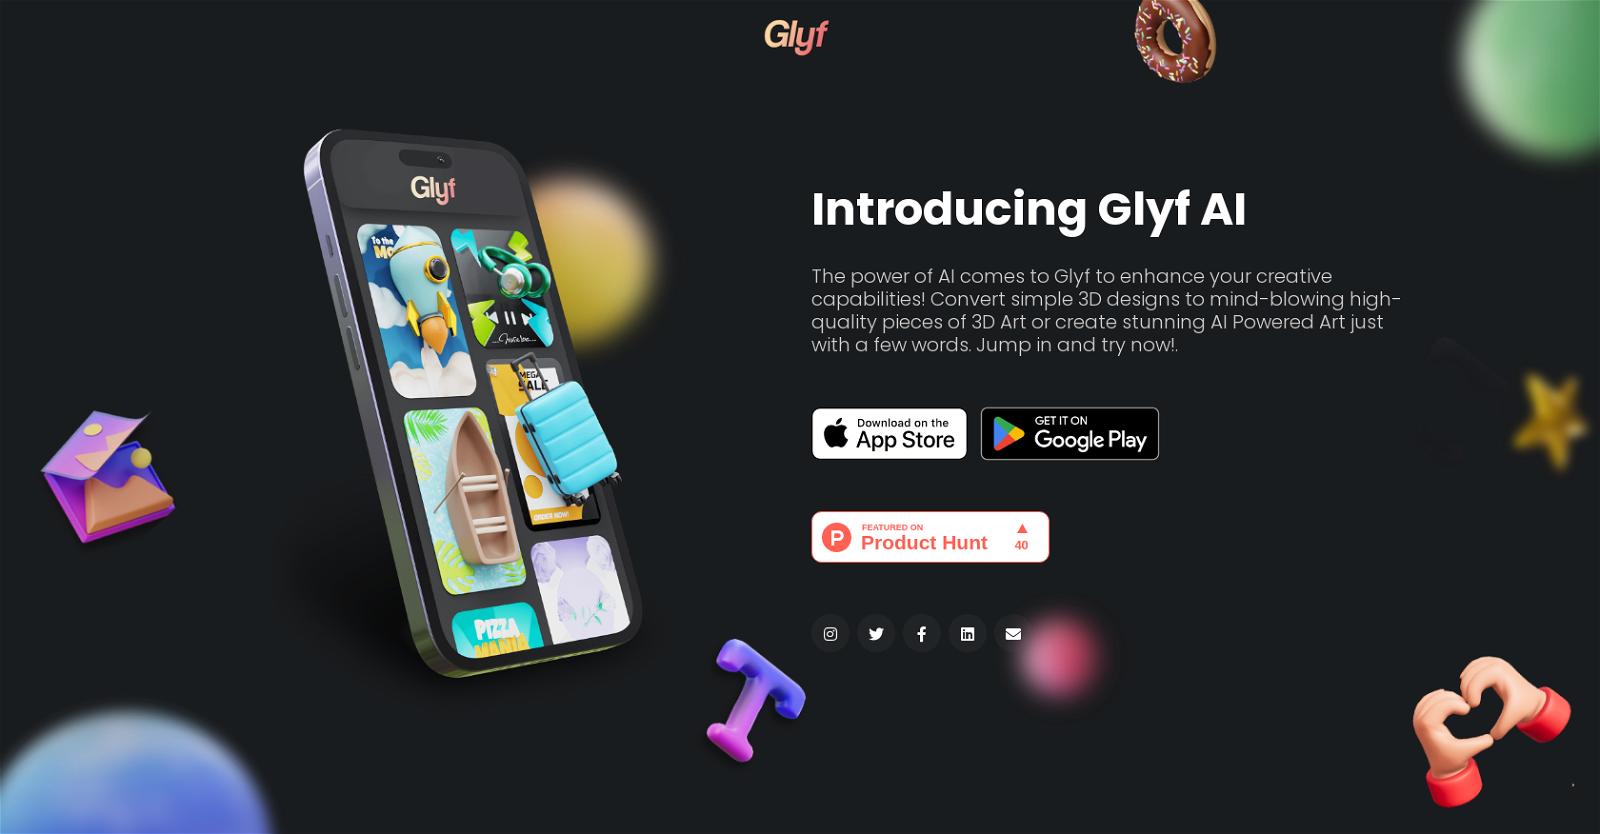 Glyf
Glyf
To the
Mo
MEGA
SALE
ORDER NOW!
PIZZA
MANIA
Introducing Glyf AI
The power of AI comes to Glyf to enhance your creative
capabilities! Convert simple 3D designs to mind-blowing high-
quality pieces of 3D Art or create stunning AI Powered Art just
with a few words. Jump in and try now!.
Download on the
App Store
GET IT ON
Google Play
P
FEATURED ON
Product Hunt
40